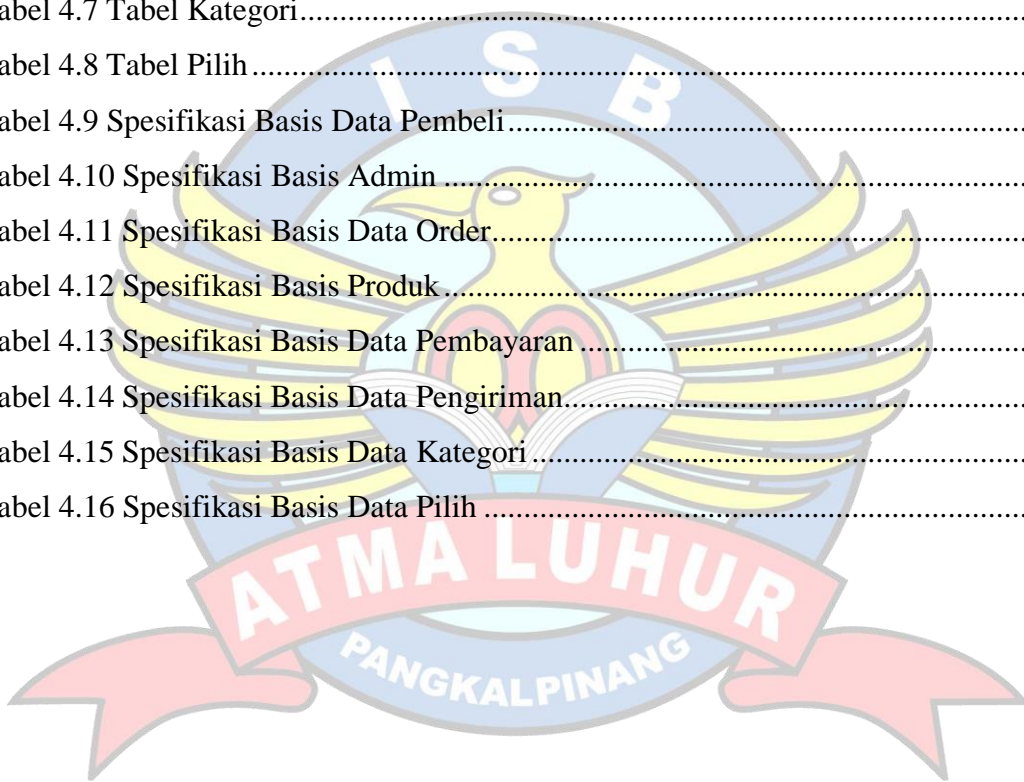 abel 4.7 Tabel Kategori
abel 4.8 Tabel Pilih
abel 4.9 Spesifikasi Basis Data Pembeli
abel 4.10 Spesifikasi Basis Admin
abel 4.11 Spesifikasi Basis Data Order
abel 4.12 Spesifikasi Basis Produk
abel 4.13 Spesifikasi Basis Data Pembayaran
abel 4.14 Spesifikasi Basis Data Pengiriman
abel 4.15 Spesifikasi Basis Data Kategori
abel 4.16 Spesifikasi Basis Data Pilih
I S B
ATMA LUHUR
PANGKALPINANG